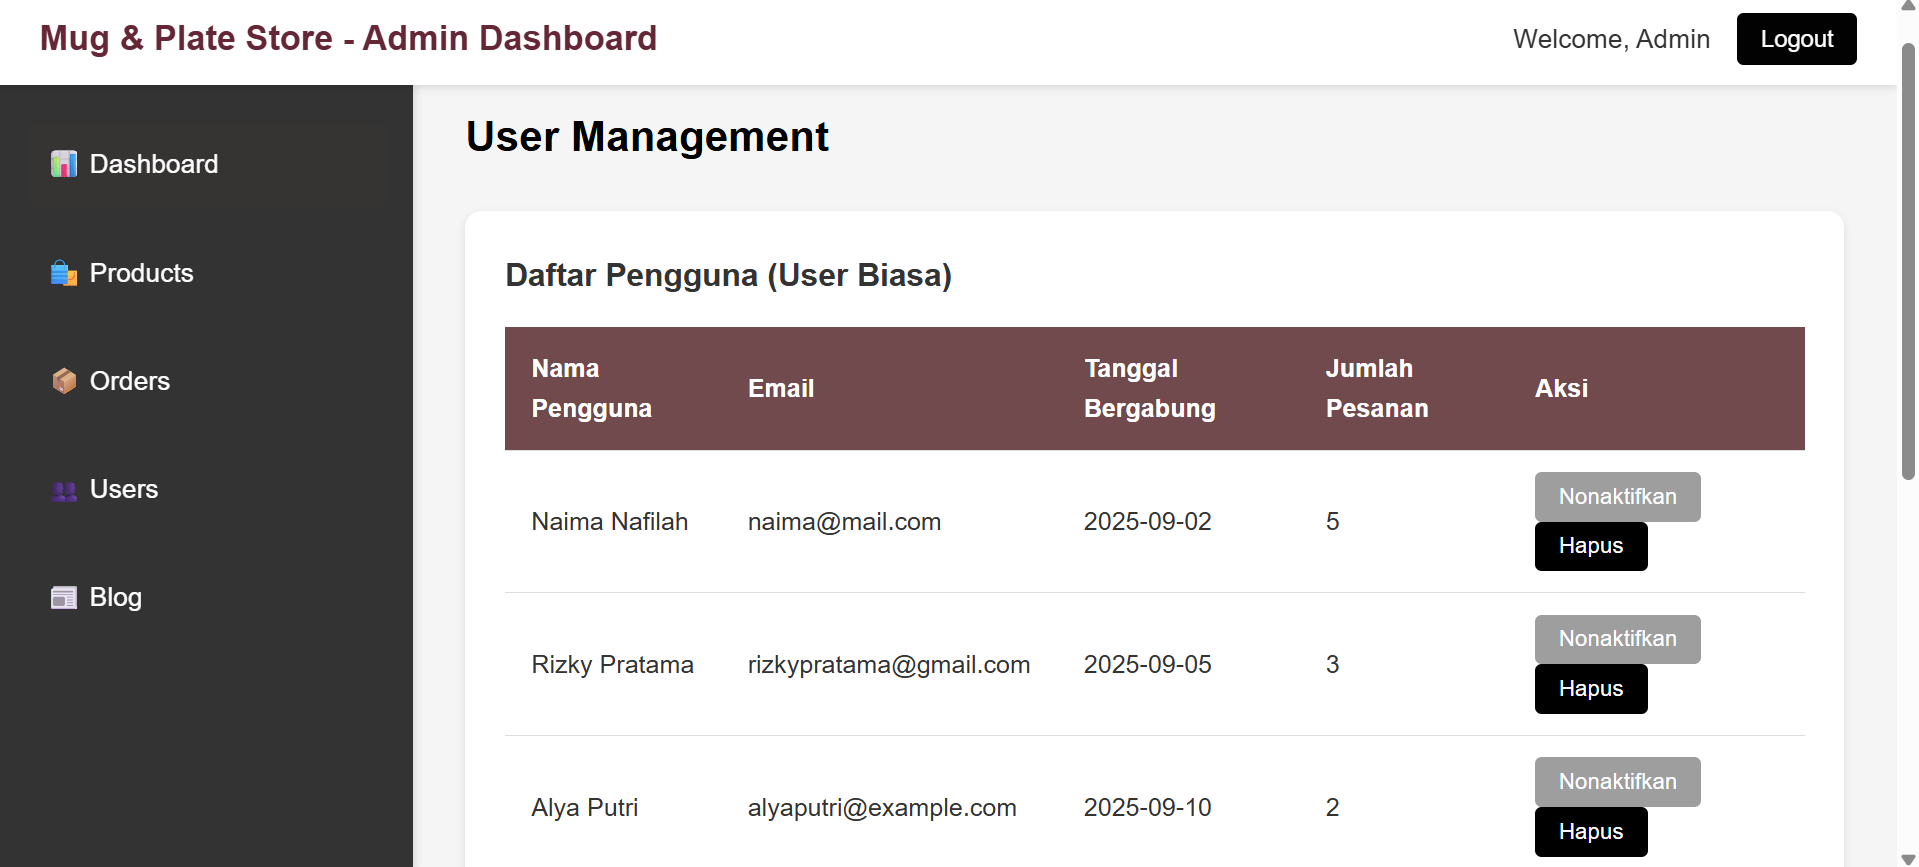 Mug & Plate Store - Admin Dashboard
Welcome, Admin
Logout
Dashboard
Products
Orders
Users
Blog
User Management
Daftar Pengguna (User Biasa)
Nama Pengguna
Email
Tanggal Bergabung
Jumlah Pesanan
Aksi
Naima Nafilah naima@mail.com 2025-09-02 5 Nonaktifkan
Hapus
Rizky Pratama rizkypratama@gmail.com 2025-09-05 3 Nonaktifkan
Hapus
Alya Putri alyaputri@example.com 2025-09-10 2 Nonaktifkan
Hapus